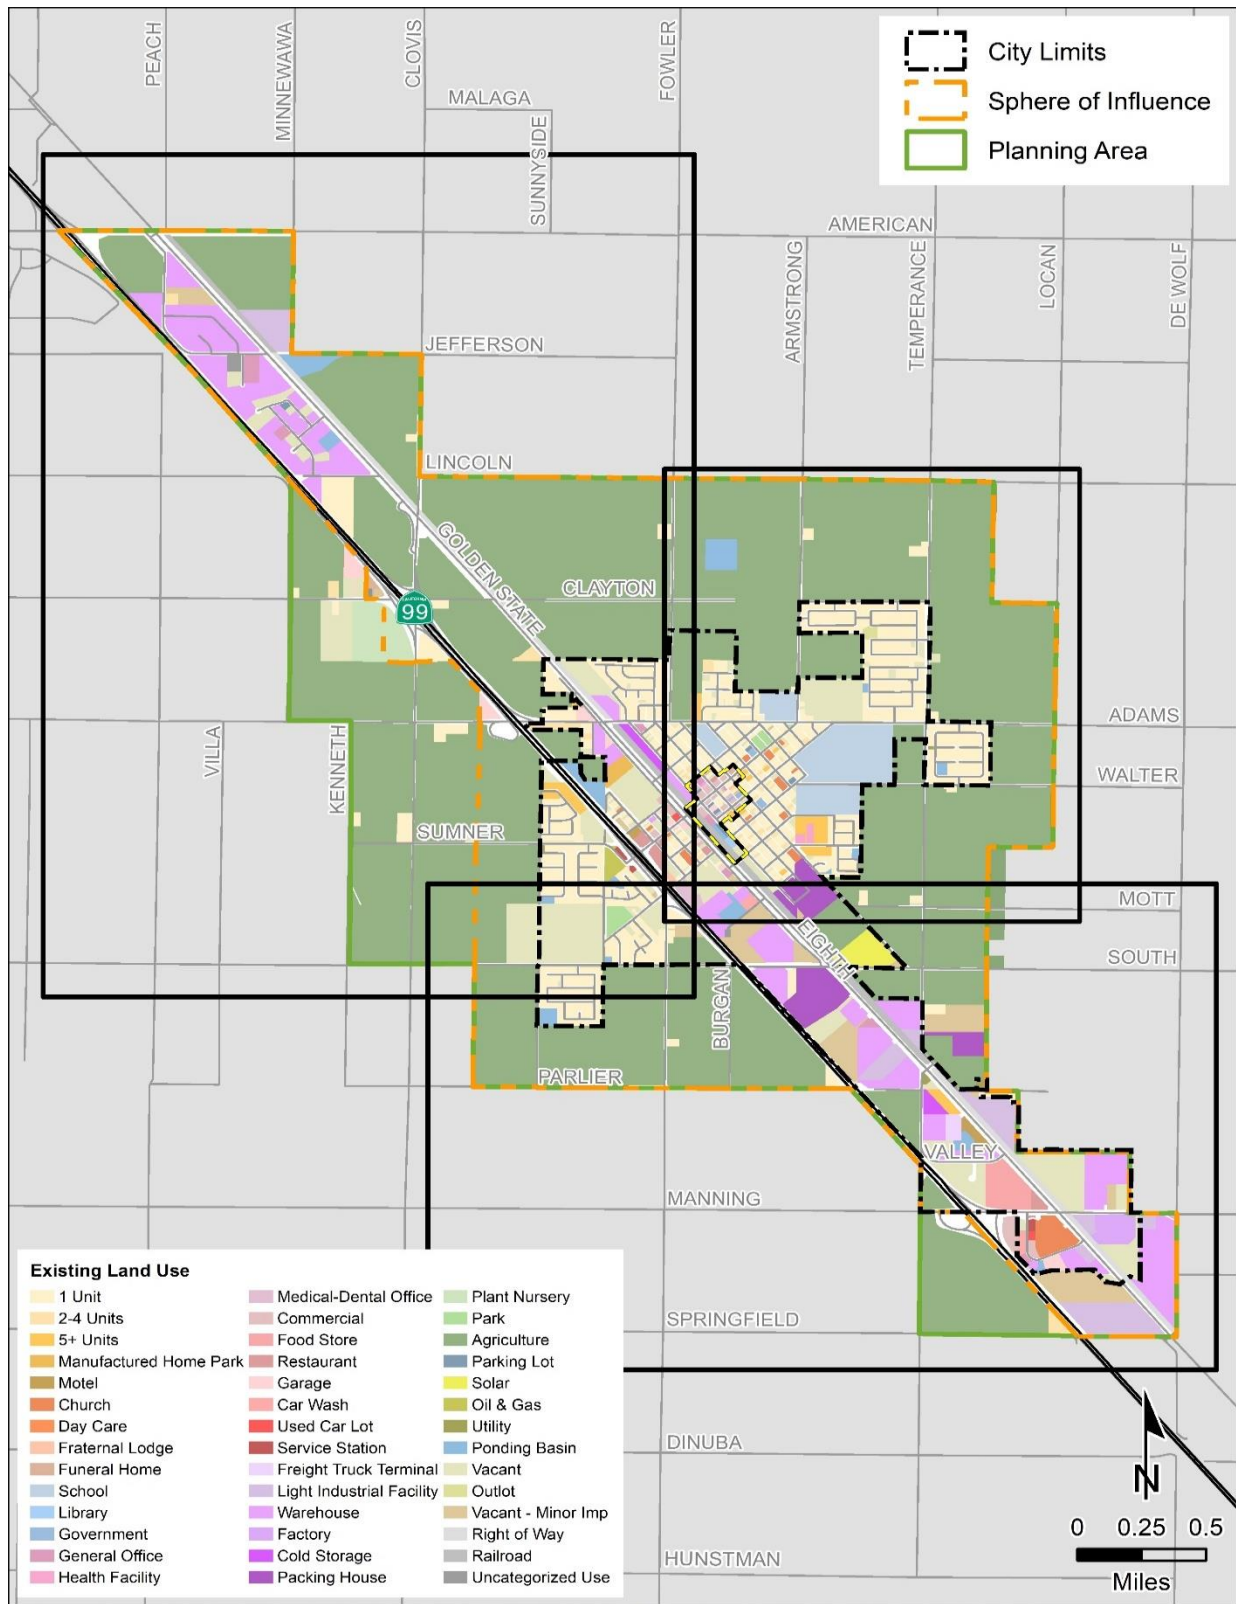 PEACH
MINNEWAWA
CLOVIS
FOWLER
MALAGA
SUNNYSIDE
City Limits
Sphere of Influence
Planning Area
AMERICAN
ARMSTRONG
TEMPERANCE
LOCAN
DE WOLF
JEFFERSON
LINCOLN
GOLDEN STATE
CLAYTON
99
ADAMS
VILLA
KENNETH
WALTER
SUMNER
MOTT
EIGHTH
SOUTH
BURGAN
PARLIER
VALLEY
MANNING
SPRINGFIELD
DINUBA
HUNSTMAN
Existing Land Use
1 Unit
2-4 Units
5+ Units
Manufactured Home Park
Motel
Church
Day Care
Fraternal Lodge
Funeral Home
School
Library
Government
General Office
Health Facility
Medical-Dental Office
Commercial
Food Store
Restaurant
Garage
Car Wash
Used Car Lot
Service Station
Freight Truck Terminal
Light Industrial Facility
Warehouse
Factory
Cold Storage
Packing House
Plant Nursery
Park
Agriculture
Parking Lot
Solar
Oil & Gas
Utility
Ponding Basin
Vacant
Outlot
Vacant - Minor Imp
Right of Way
Railroad
Uncategorized Use
N
0 0.25 0.5
Miles